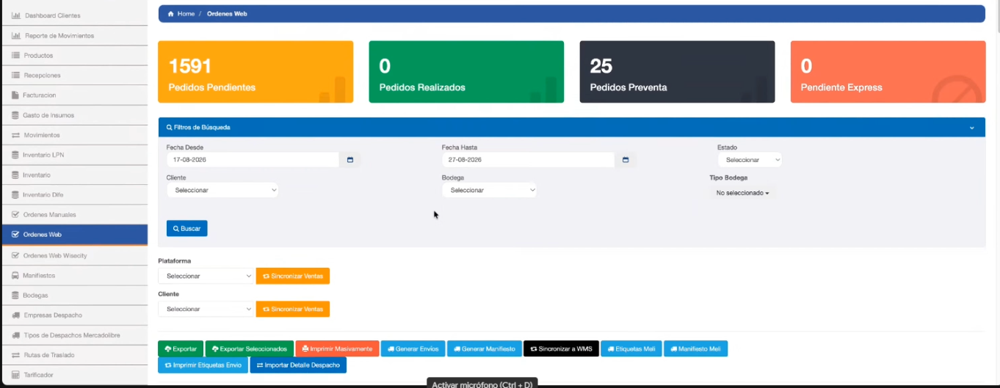 Dashboard Clientes
Reporte de Movimientos
Productos
Recepciones
Facturacion
Gasto de Insumos
Movimientos
Inventario LPN
Inventario
Inventario Dife
Ordenes Manuales
Ordenes Web
Ordenes Web Wisecity
Manifiestos
Bodegas
Empresas Despacho
Tipos de Despachos Mercadolibre
Rutas de Traslado
Tarificador
Home / Ordenes Web
1591
Pedidos Pendientes
0
Pedidos Realizados
25
Pedidos Preventa
0
Pendiente Express
Filtros de Búsqueda
Fecha Desde
17-08-2026
Fecha Hasta
27-08-2026
Estado
Seleccionar
Cliente
Seleccionar
Bodega
Seleccionar
Tipo Bodega
No seleccionado
Buscar
Plataforma
Seleccionar
Sincronizar Ventas
Cliente
Seleccionar
Sincronizar Ventas
Exportar
Exportar Seleccionados
Imprimir Masivamente
Generar Envíos
Generar Manifiesto
Sincronizar a WMS
Etiquetas Meli
Manifiesto Meli
Imprimir Etiquetas Envio
Importar Detalle Despacho
Activar micrófono (Ctrl + D)